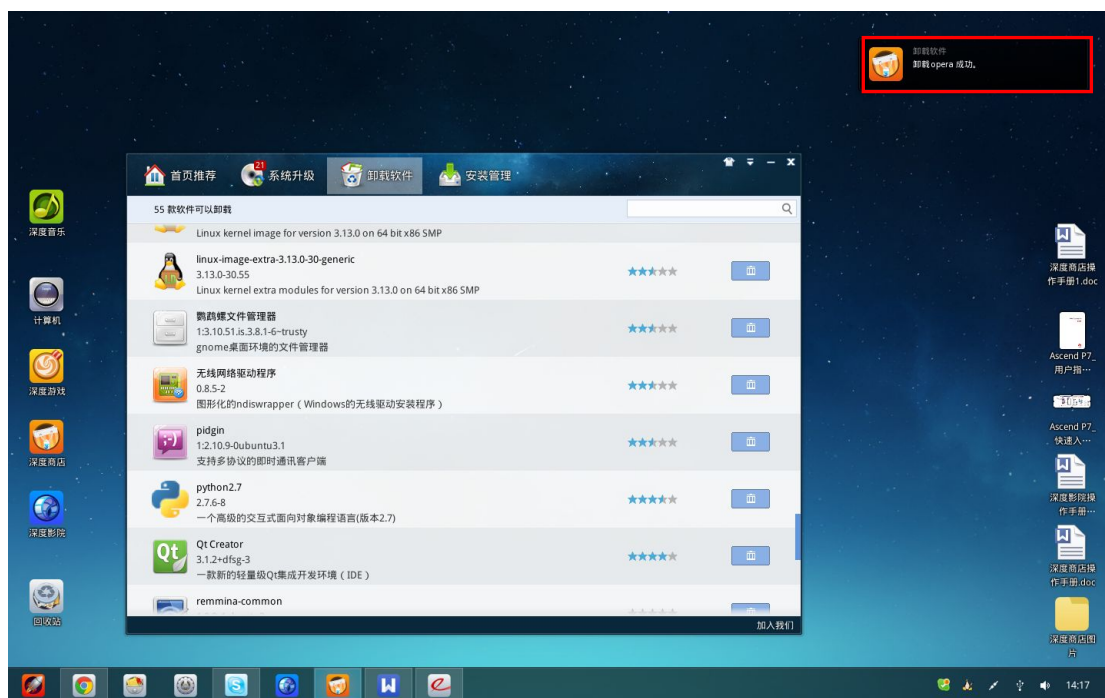 卸载软件
卸载opera 成功。
21
首页推荐
系统升级
卸载软件
安装管理
55 款软件可以卸载
Linux kernel image for version 3.13.0 on 64 bit x86 SMP
linux-image-extra-3.13.0-30-generic
3.13.0-30.55
Linux kernel extra modules for version 3.13.0 on 64 bit x86 SMP
鹦鹉螺文件管理器
1:3.10.51.is.3.8.1-6~trusty
gnome桌面环境的文件管理器
无线网络驱动程序
0.8.5-2
图形化的ndiswrapper ( Windows的无线驱动安装程序 )
pidgin
1:2.10.9-0ubuntu3.1
支持多协议的即时通讯客户端
python2.7
2.7.6-8
一个高级的交互式面向对象编程语言(版本2.7)
Qt
Qt Creator
3.1.2+dfsg-3
一款新的轻量级Qt集成开发环境 ( IDE )
remmina-common
加入我们
深度音乐
计算机
深度游戏
深度商店
深度影院
回收站
深度商店操
作手册1.doc
Ascend P7_
用户指…
Ascend P7_
快速入…
深度影院操
作手册…
深度商店操
作手册.doc
深度商店图
片
14:17